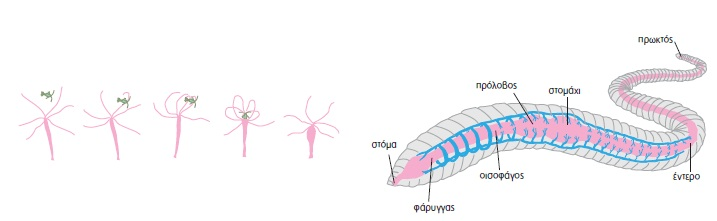 πρωκτός
πρόλοβος
στομάχι
στόμα
οισοφάγος
έντερο
φάρυγγας